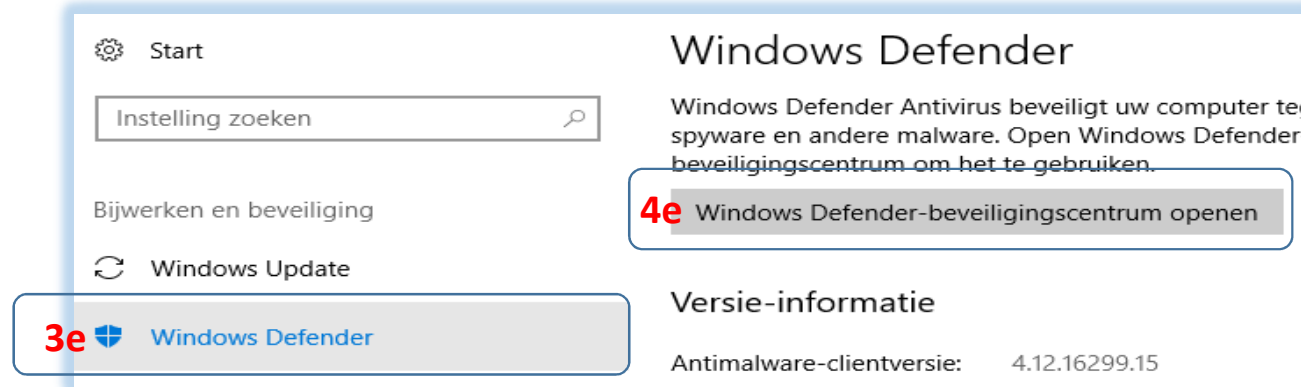 Start
Instelling zoeken
Bijwerken en beveiliging
Windows Update
3e Windows Defender
Windows Defender
Windows Defender Antivirus beveiligt uw computer
spyware en andere malware. Open Windows Defender
beveiligingscentrum om het te gebruiken.
4e Windows Defender-beveiligingscentrum openen
Versie-informatie
Antimalware-clientversie: 4.12.16299.15